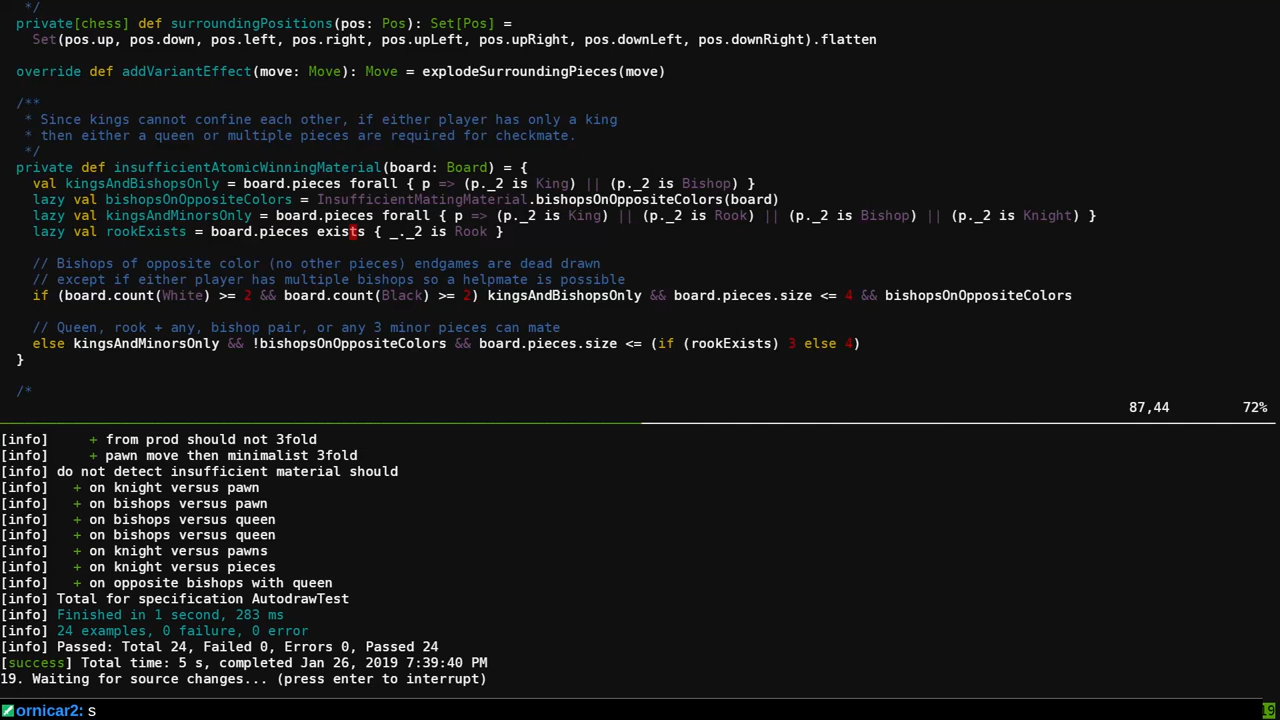 */
private[chess] def surroundingPositions(pos: Pos): Set[Pos] =
Set(pos.up, pos.down, pos.left, pos.right, pos.upLeft, pos.upRight, pos.downLeft, pos.downRight).flatten
override def addVariantEffect(move: Move): Move = explodeSurroundingPieces(move)
/**
* Since kings cannot confine each other, if either player has only a king
* then either a queen or multiple pieces are required for checkmate.
*/
private def insufficientAtomicWinningMaterial(board: Board) = {
val kingsAndBishopsOnly = board.pieces forall { p => (p._2 is King) || (p._2 is Bishop) }
lazy val bishopsOnOppositeColors = InsufficientMatingMaterial.bishopsOnOppositeColors(board)
lazy val kingsAndMinorsOnly = board.pieces forall { p => (p._2 is King) || (p._2 is Rook) || (p._2 is Bishop) || (p._2 is Knight) }
lazy val rookExists = board.pieces exists { _._2 is Rook }
// Bishops of opposite color (no other pieces) endgames are dead drawn
// except if either player has multiple bishops so a helpmate is possible
if (board.count(White) >= 2 && board.count(Black) >= 2) kingsAndBishopsOnly && board.pieces.size <= 4 && bishopsOnOppositeColors
// Queen, rook + any, bishop pair, or any 3 minor pieces can mate
else kingsAndMinorsOnly && !bishopsOnOppositeColors && board.pieces.size <= (if (rookExists) 3 else 4)
}
/*
87,44 72%
[info] + from prod should not 3fold
[info] + pawn move then minimalist 3fold
[info] do not detect insufficient material should
[info] + on knight versus pawn
[info] + on bishops versus pawn
[info] + on bishops versus queen
[info] + on bishops versus queen
[info] + on knight versus pawns
[info] + on knight versus pieces
[info] + on opposite bishops with queen
[info] Total for specification AutodrawTest
[info] Finished in 1 second, 283 ms
[info] 24 examples, 0 failure, 0 error
[info] Passed: Total 24, Failed 0, Errors 0, Passed 24
[success] Total time: 5 s, completed Jan 26, 2019 7:39:40 PM
19. Waiting for source changes... (press enter to interrupt)
ornicar2: s 19